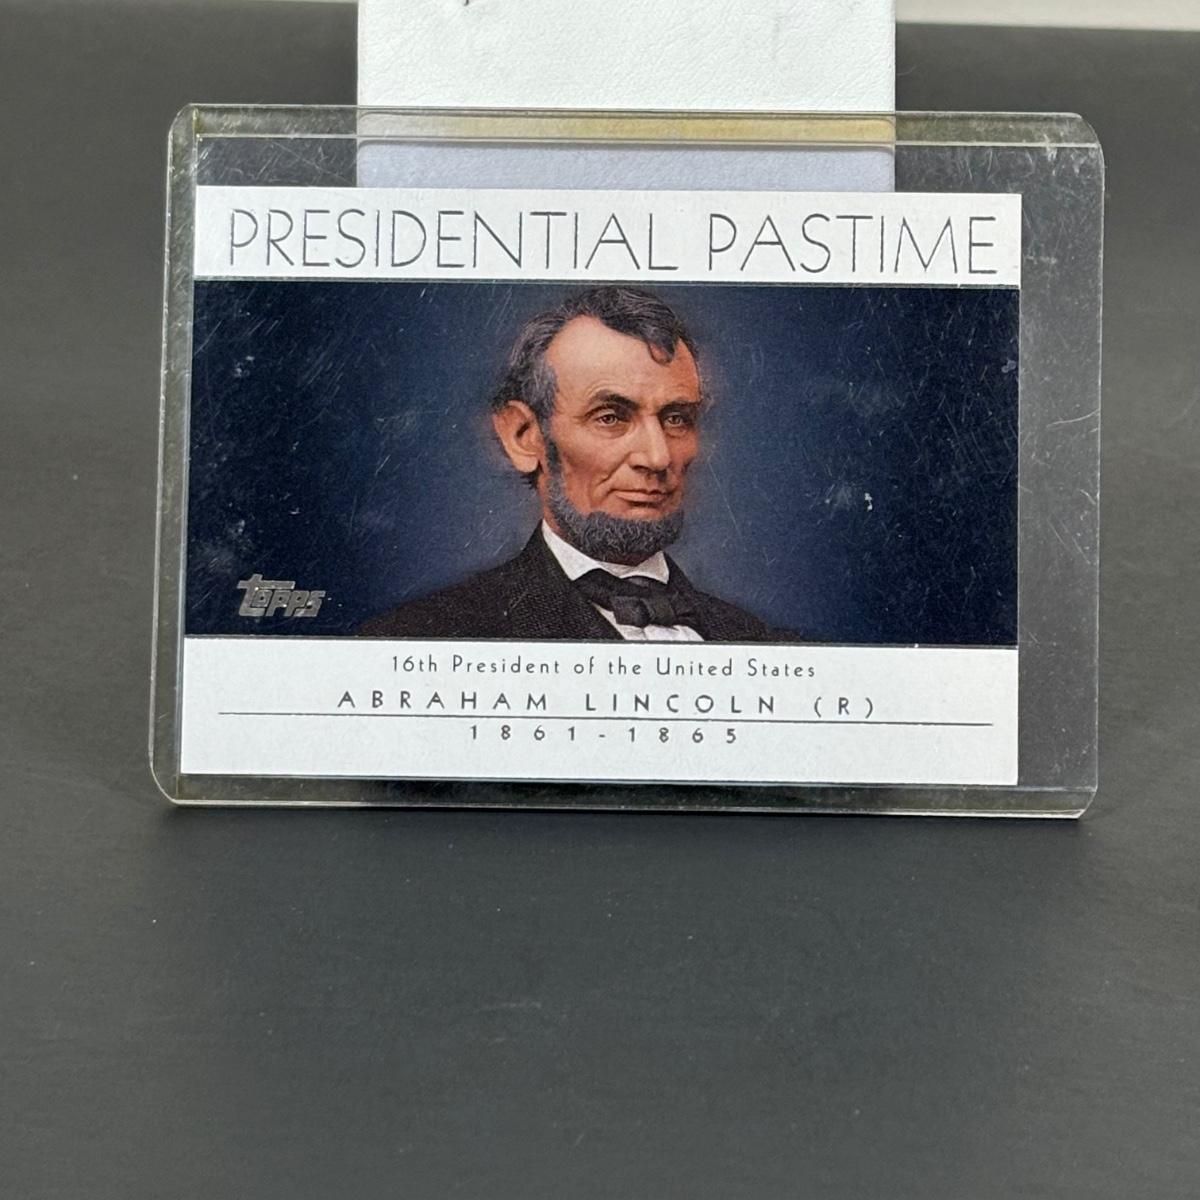 PRESIDENTIAL PASTIME
Topps
16th President of the United States
ABRAHAM LINCOLN (R)
1861-1865